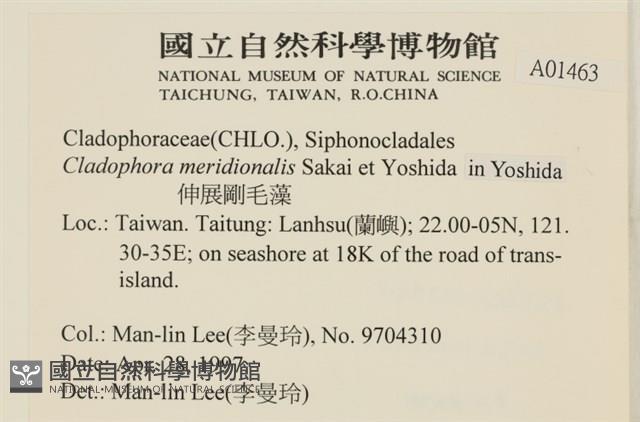 國立自然科學博物館
NATIONAL MUSEUM OF NATURAL SCIENCE
TAICHUNG, TAIWAN, R.O.CHINA
A01463
Cladophoraceae(CHLO.), Siphonocladales
Cladophora meridionalis Sakai et Yoshida in Yoshida
伸展剛毛藻
Loc.: Taiwan. Taitung: Lanhsu(蘭嶼); 22.00-05N, 121.
30-35E; on seashore at 18K of the road of trans-
island.
Col.: Man-lin Lee(李曼玲), No. 9704310
Date: Apr. 28, 1997
國立自然科學博物館
NATIONAL MUSEUM OF NATURAL SCIENCE
Det.: Man-lin Lee(李曼玲)